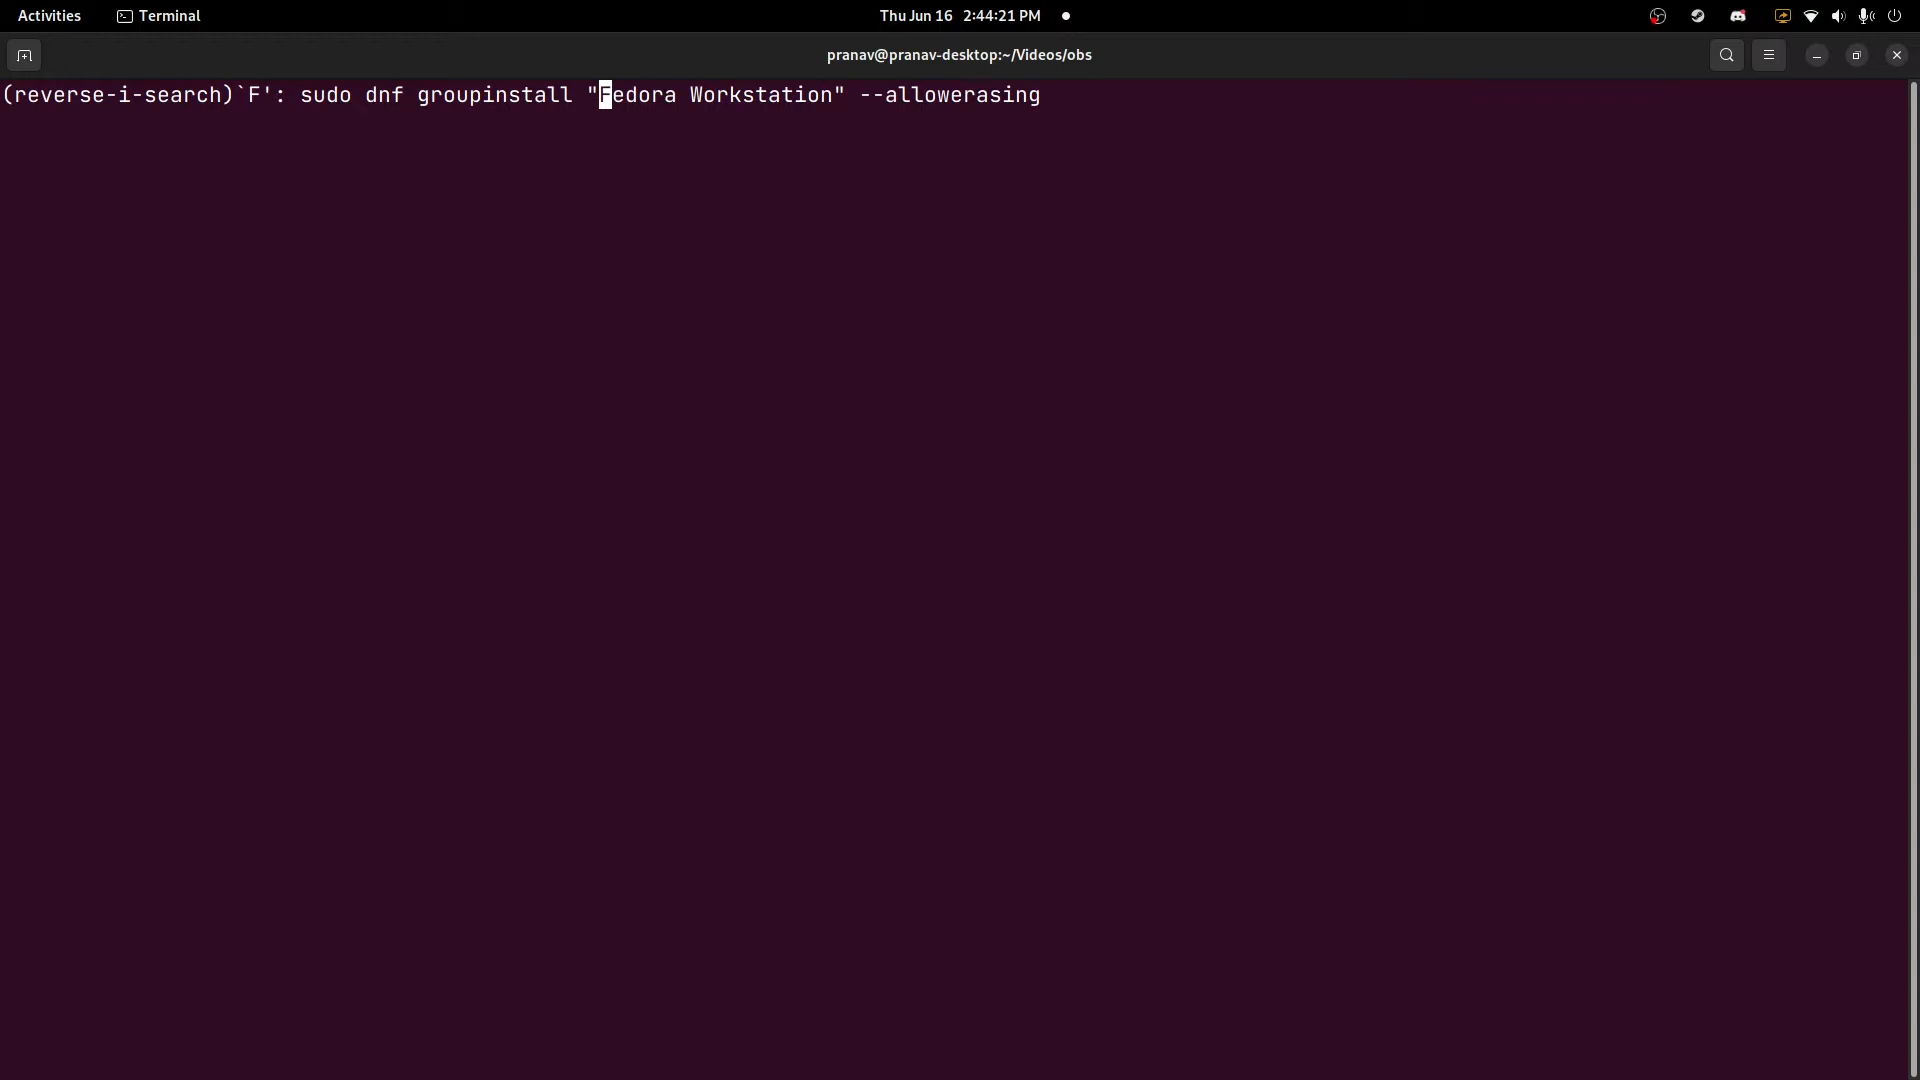 Activities Terminal Thu Jun 16 2:44:21 PM
pranav@pranav-desktop:~/Videos/obs
(reverse-i-search)`F': sudo dnf groupinstall "Fedora Workstation" --allowerasing